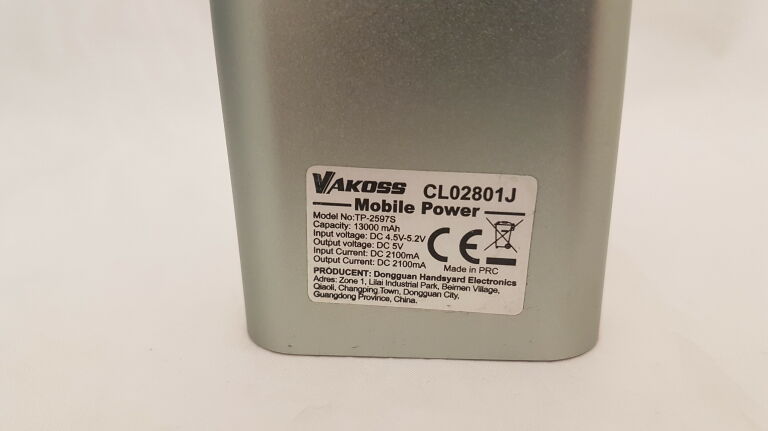 VAKOSS CL02801J
Mobile Power
Model No:TP-2597S
Capacity: 13000 mAh
Input voltage: DC 4.5V-5.2V
Output voltage: DC 5V
Input Current: DC 2100mA
Output Current: DC 2100mA
CE
Made in PRC
PRODUCENT: Dongguan Handsyard Electronics
Adres: Zone 1, Lilai Industrial Park, Beimen Village,
Qiaoli, Changping Town, Dongguan City,
Guangdong Province, China.